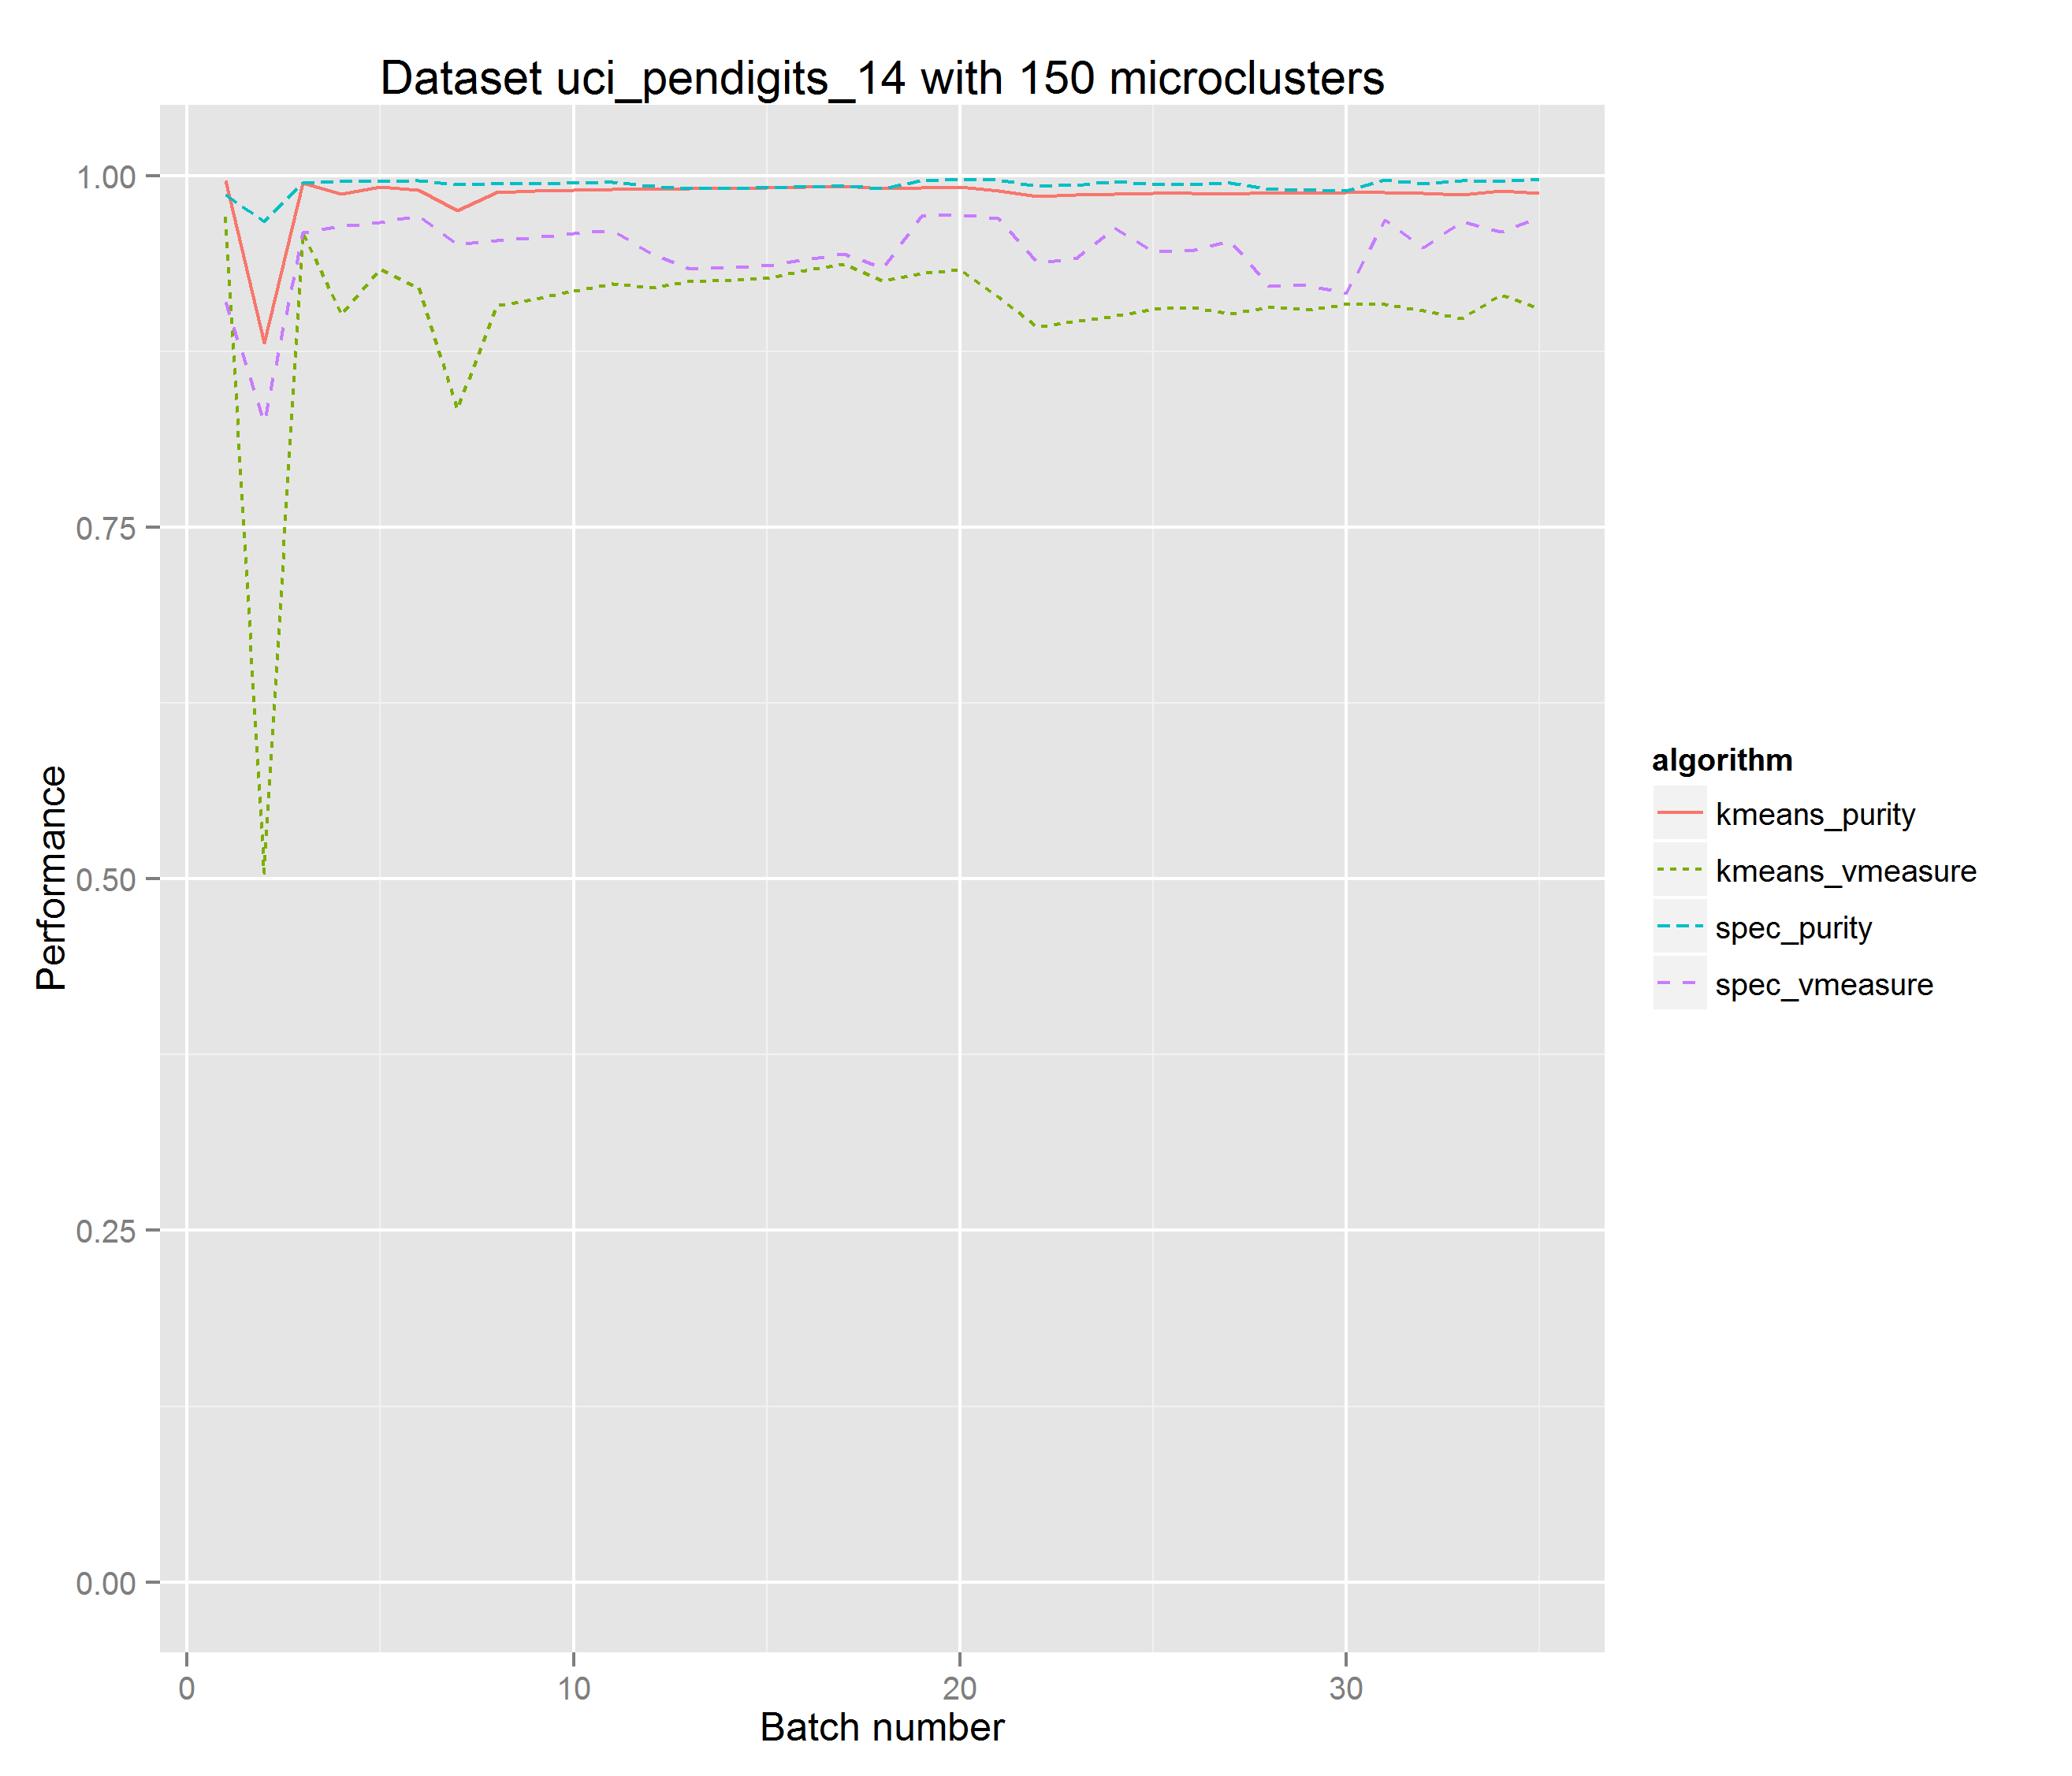 Dataset uci_pendigits_14 with 150 microclusters
1.00
0.75
0.50
0.25
0.00
Performance
0
10
20
30
Batch number
algorithm
kmeans_purity
kmeans_vmeasure
spec_purity
spec_vmeasure